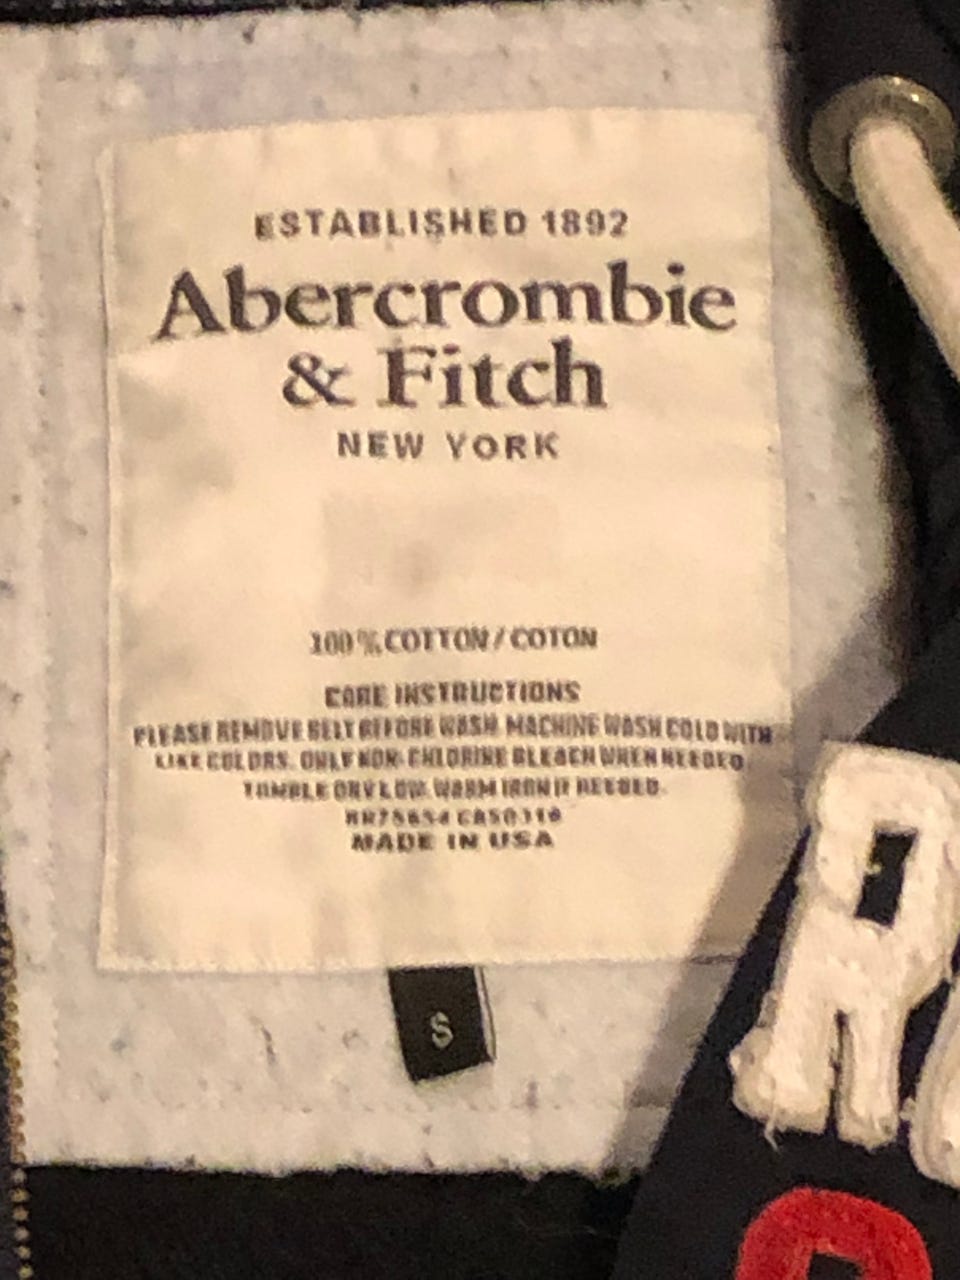 ESTABLISHED 1892
Abercrombie
& Fitch
NEW YORK
100% COTTON / COTON
CARE INSTRUCTIONS
PLEASE REMOVE BELT BEFORE WASH. MACHINE WASH COLD WITH
LIKE COLORS. ONLY NON-CHLORINE BLEACH WHEN NEEDED
TUMBLE DRY LOW. WARM IRON IF NEEDED.
MADE IN USA
S
R